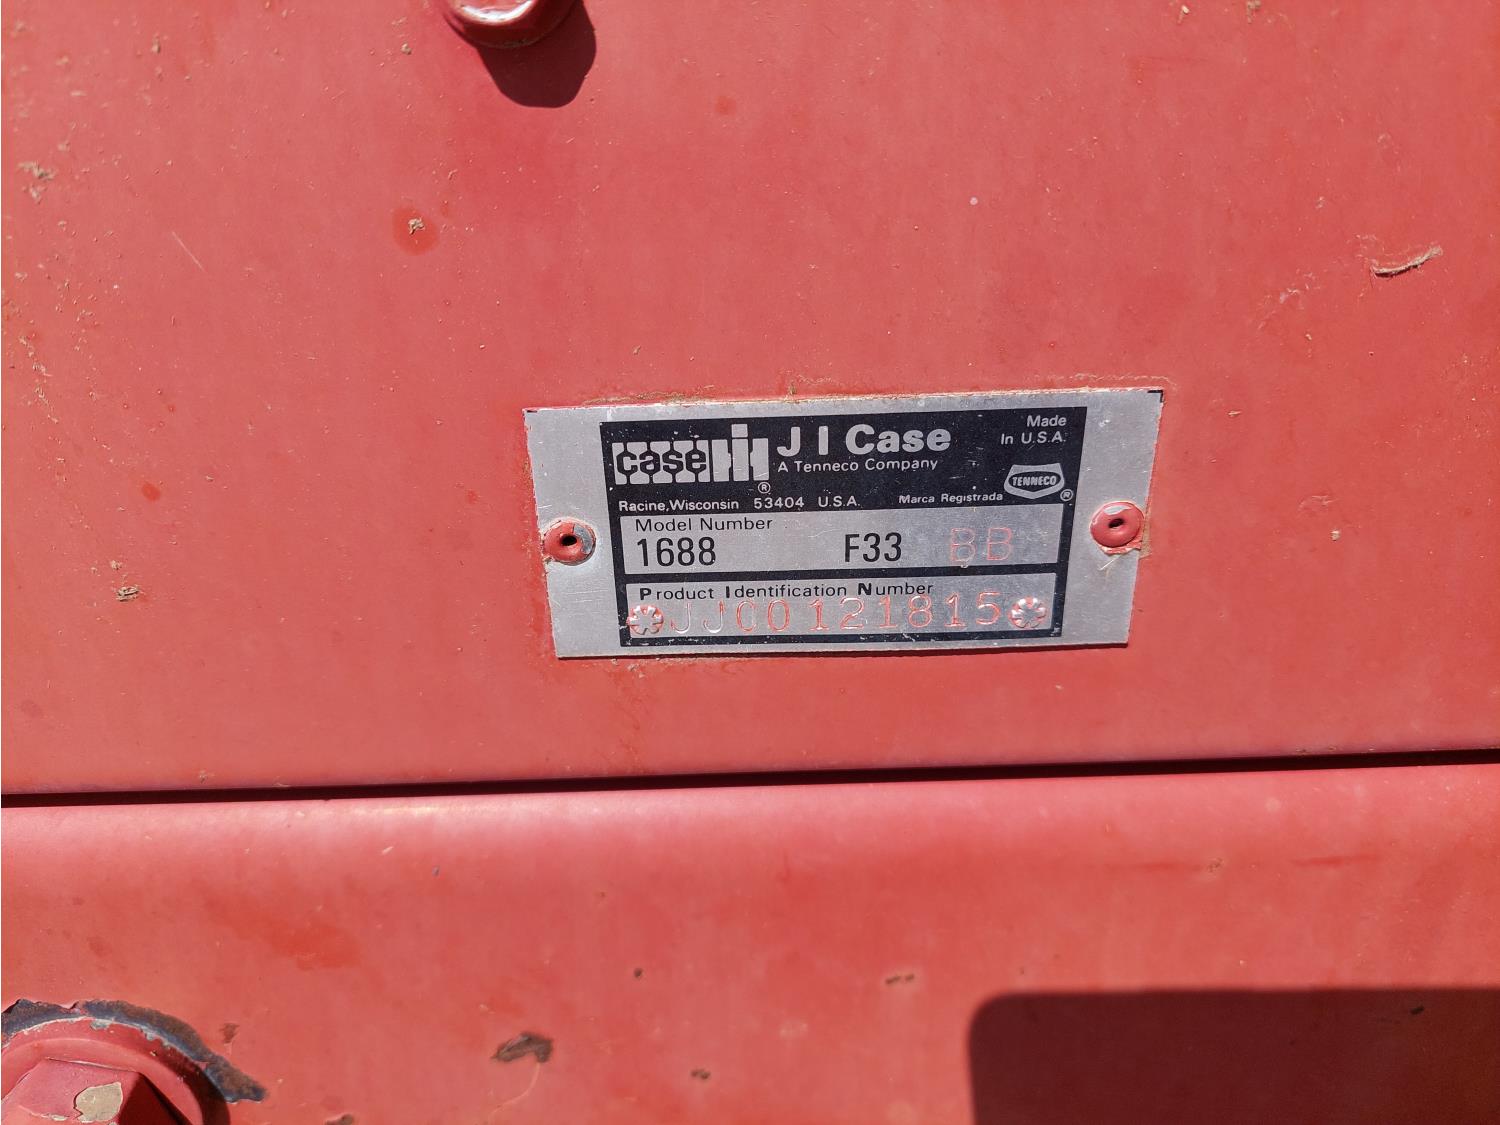 case IH ®
J I Case
A Tenneco Company
Made
In U.S.A.
TENNECO ®
Racine, Wisconsin 53404 U.S.A. Marca Registrada
Model Number
1688 F33 BB
Product Identification Number
JJC0121815